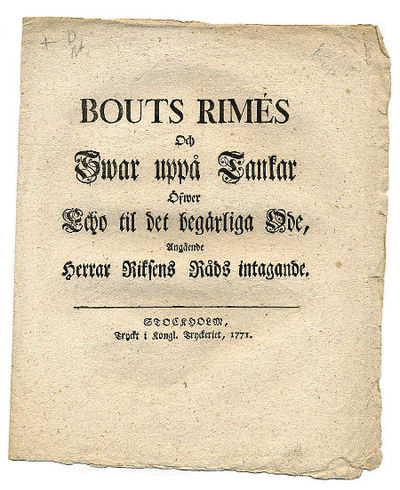 BOUTS RIMÉS
Och
Swar uppå Tankar
Öfwer
Echo til det begärliga Ode,
Angående
Herrar Riksens Råds intagande.
STOCKHOLM,
Tryckt i Kongl. Tryckeriet, 1771.